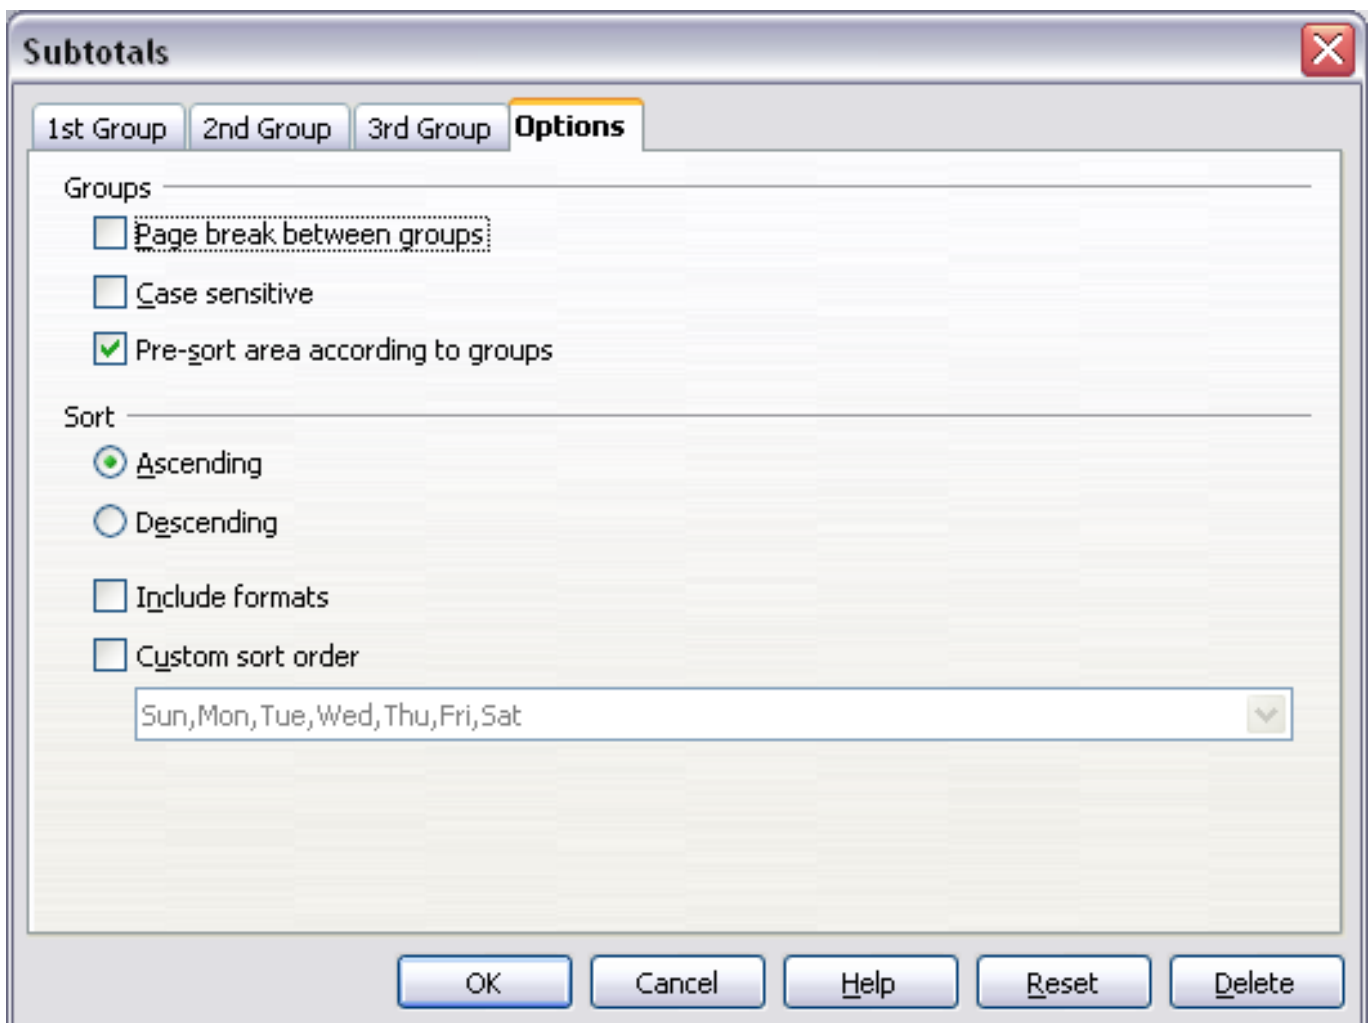 Subtotals
1st Group 2nd Group 3rd Group Options
Groups
Page break between groups
Case sensitive
Pre-sort area according to groups
Sort
Ascending
Descending
Include formats
Custom sort order
Sun,Mon,Tue,Wed,Thu,Fri,Sat
OK Cancel Help Reset Delete